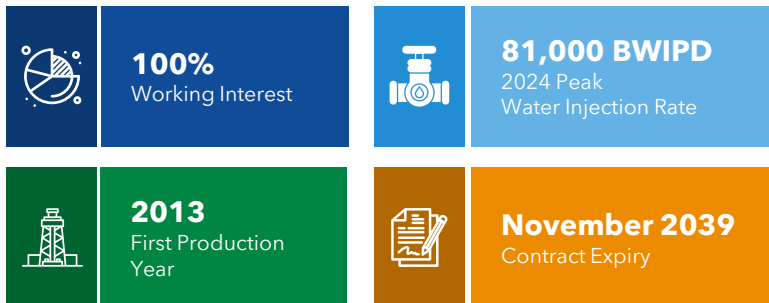 100%
Working Interest
81,000 BWIPD
2024 Peak
Water Injection Rate
2013
First Production
Year
November 2039
Contract Expiry